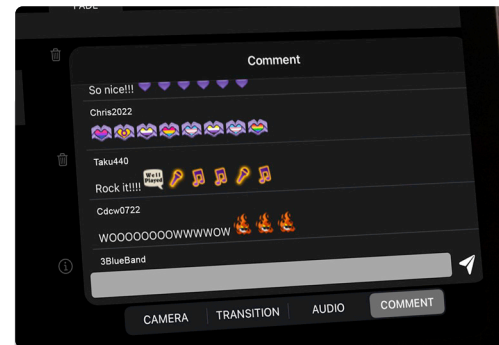 FADE
Comment
So nice!!!
Chris2022
Taku440
Rock it!!!! Well Played
Cdcw0722
WOOOOOOOOWWWWOW
3BlueBand
CAMERA TRANSITION AUDIO COMMENT